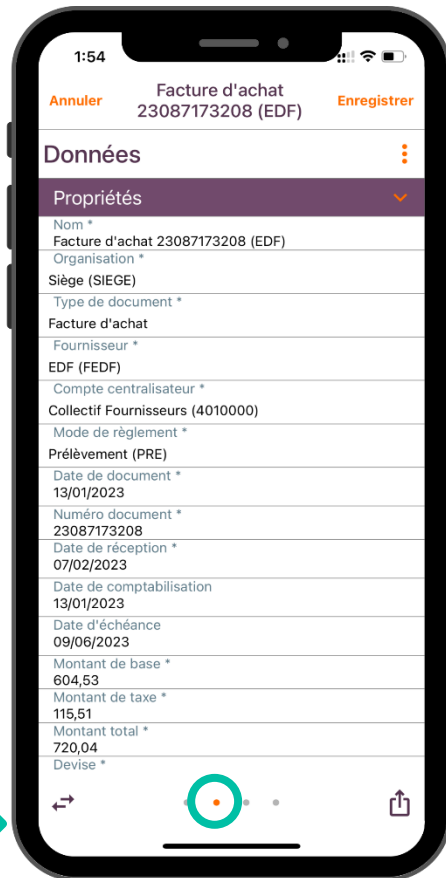 1:54
Annuler
Facture d'achat
23087173208 (EDF)
Enregistrer
Données
Propriétés
Nom *
Facture d'achat 23087173208 (EDF)
Organisation *
Siège (SIEGE)
Type de document *
Facture d'achat
Fournisseur *
EDF (FEDF)
Compte centralisateur *
Collectif Fournisseurs (4010000)
Mode de règlement *
Prélèvement (PRE)
Date de document *
13/01/2023
Numéro document *
23087173208
Date de réception *
07/02/2023
Date de comptabilisation
13/01/2023
Date d'échéance
09/06/2023
Montant de base *
604,53
Montant de taxe *
115,51
Montant total *
720,04
Devise *